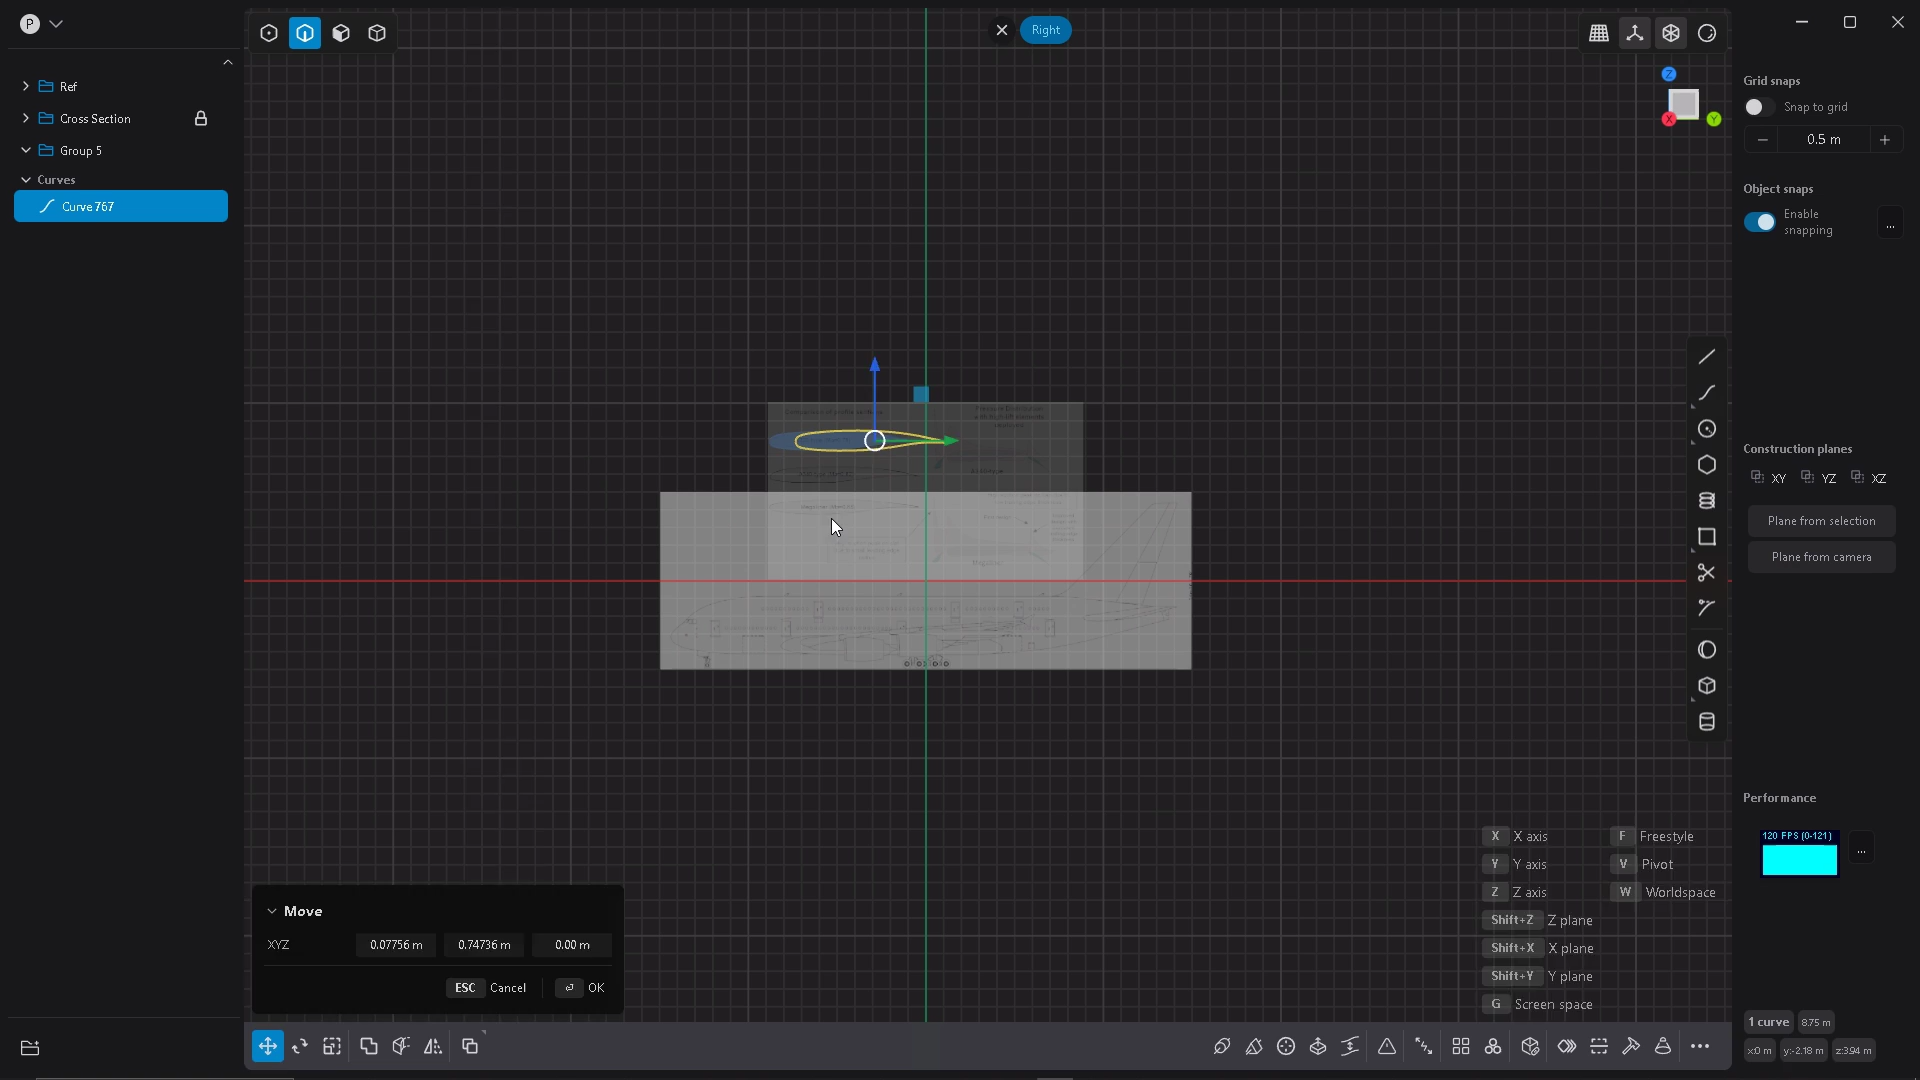 P
Ref
Cross Section
Group 5
Curves
Curve 767
Right
Z
X
Y
Grid snaps
Snap to grid
0.5 m
Object snaps
Enable
snapping
...
Construction planes
XY
YZ
XZ
Plane from selection
Plane from camera
Performance
120 FPS (0-121)
...
X X axis
F Freestyle
Y Y axis
V Pivot
Z Z axis
W Worldspace
Shift+Z Z plane
Shift+X X plane
Shift+Y Y plane
G Screen space
Move
XYZ
0.07756 m
0.74736 m
0.00 m
ESC Cancel
OK
1 curve
8.75 m
x:0 m
y:-2.18 m
z:3.94 m